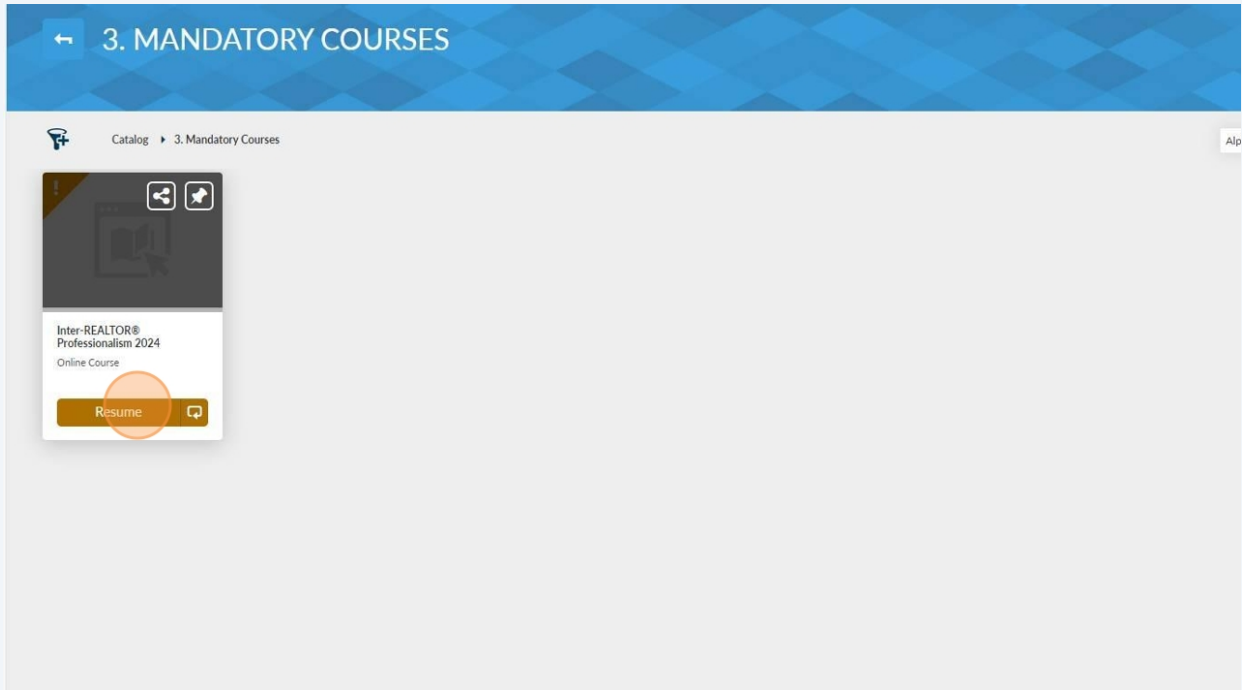 3. MANDATORY COURSES
Catalog ▸ 3. Mandatory Courses
Alp
Inter-REALTOR®
Professionalism 2024
Online Course
Resume